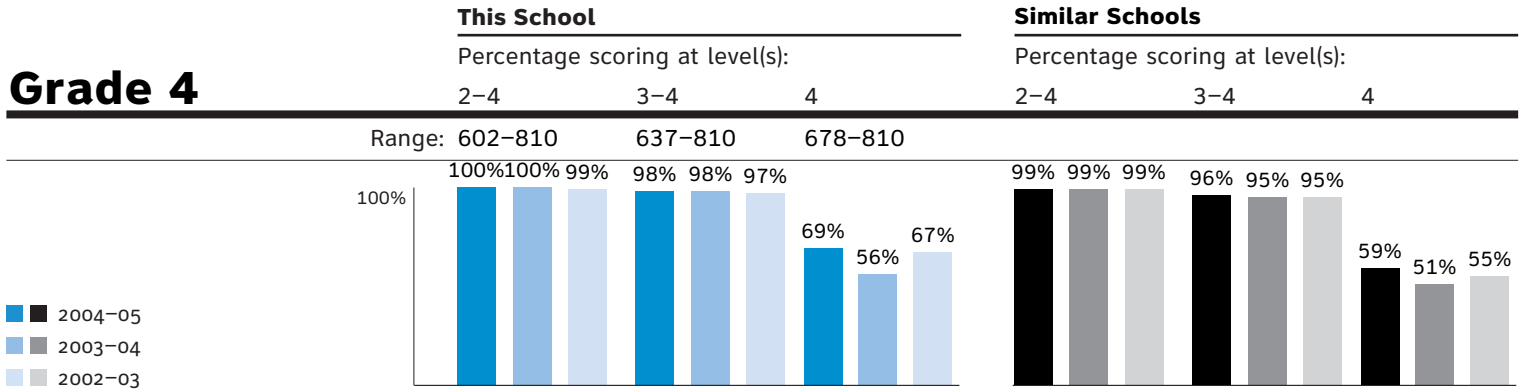 This School Similar Schools
Percentage scoring at level(s): Percentage scoring at level(s):
Grade 4 2–4 3–4 4 2–4 3–4 4
Range: 602–810 637–810 678–810
100% 100% 99% 98% 98% 97% 69% 56% 67% 99% 99% 99% 96% 95% 95% 59% 51% 55%
100%
2004–05
2003–04
2002–03